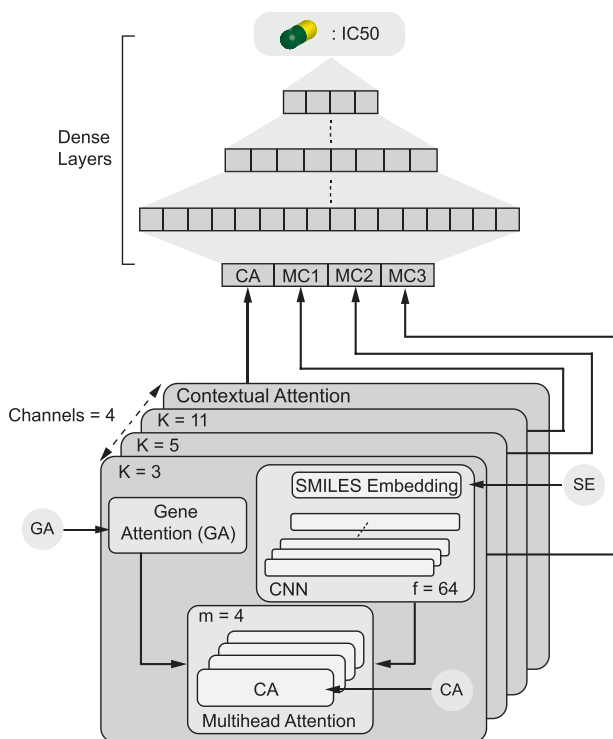 : IC50
Dense
Layers
CA MC1 MC2 MC3
Contextual Attention
Channels = 4
K = 11
K = 5
K = 3
SMILES Embedding
SE
Gene
Attention (GA)
GA
CNN f = 64
m = 4
CA
CA
Multihead Attention